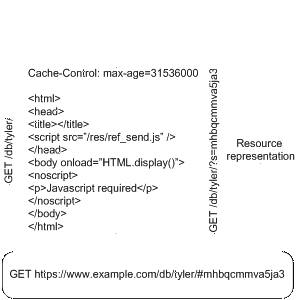 Cache-Control: max-age=31536000
<html>
<head>
<title></title>
<script src="/res/ref_send.js" />
</head>
<body onload="HTML.display()">
<noscript>
<p>Javascript required</p>
</noscript>
</body>
</html>
GET /db/tyler/
GET /db/tyler/?s=mhbqcmmva5ja3
Resource
representation
GET https://www.example.com/db/tyler/#mhbqcmmva5ja3